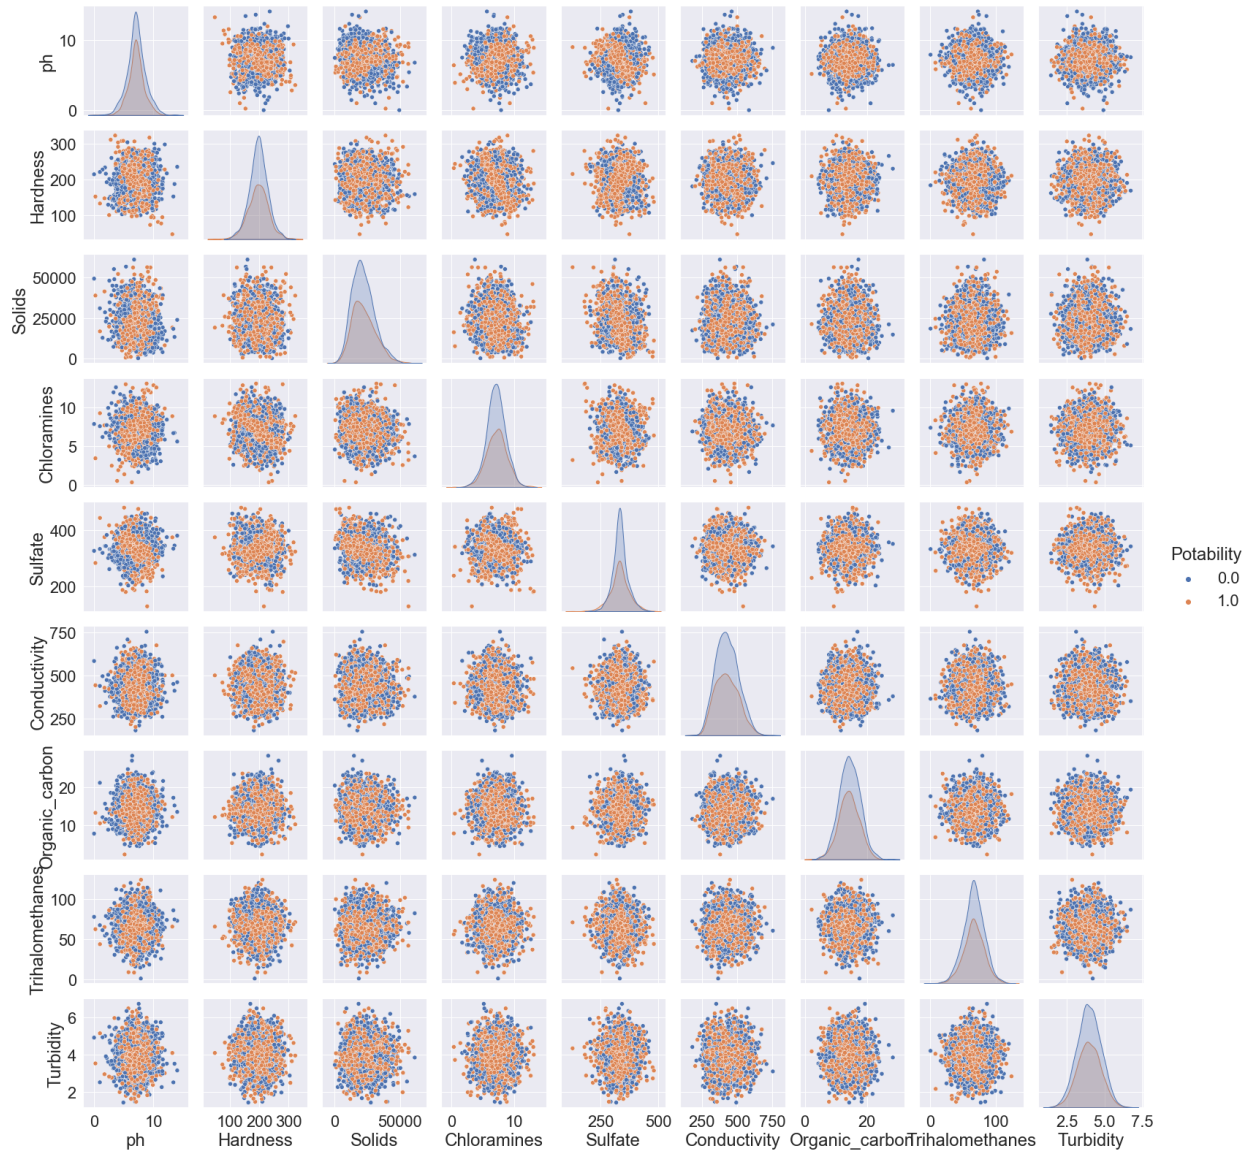 ph
10
0
Hardness
300
200
100
Solids
50000
25000
0
Chloramines
10
5
0
Sulfate
400
200
Conductivity
750
500
250
Organic_carbon
20
10
Trihalomethanes
100
50
0
Turbidity
6
4
2
Potability
0.0
1.0
0 10
100 200 300
0 50000
0 10
250 500
250 500 750
0 20
0 100
2.5 5.0 7.5
ph
Hardness
Solids
Chloramines
Sulfate
Conductivity
Organic_carbon
Trihalomethanes
Turbidity